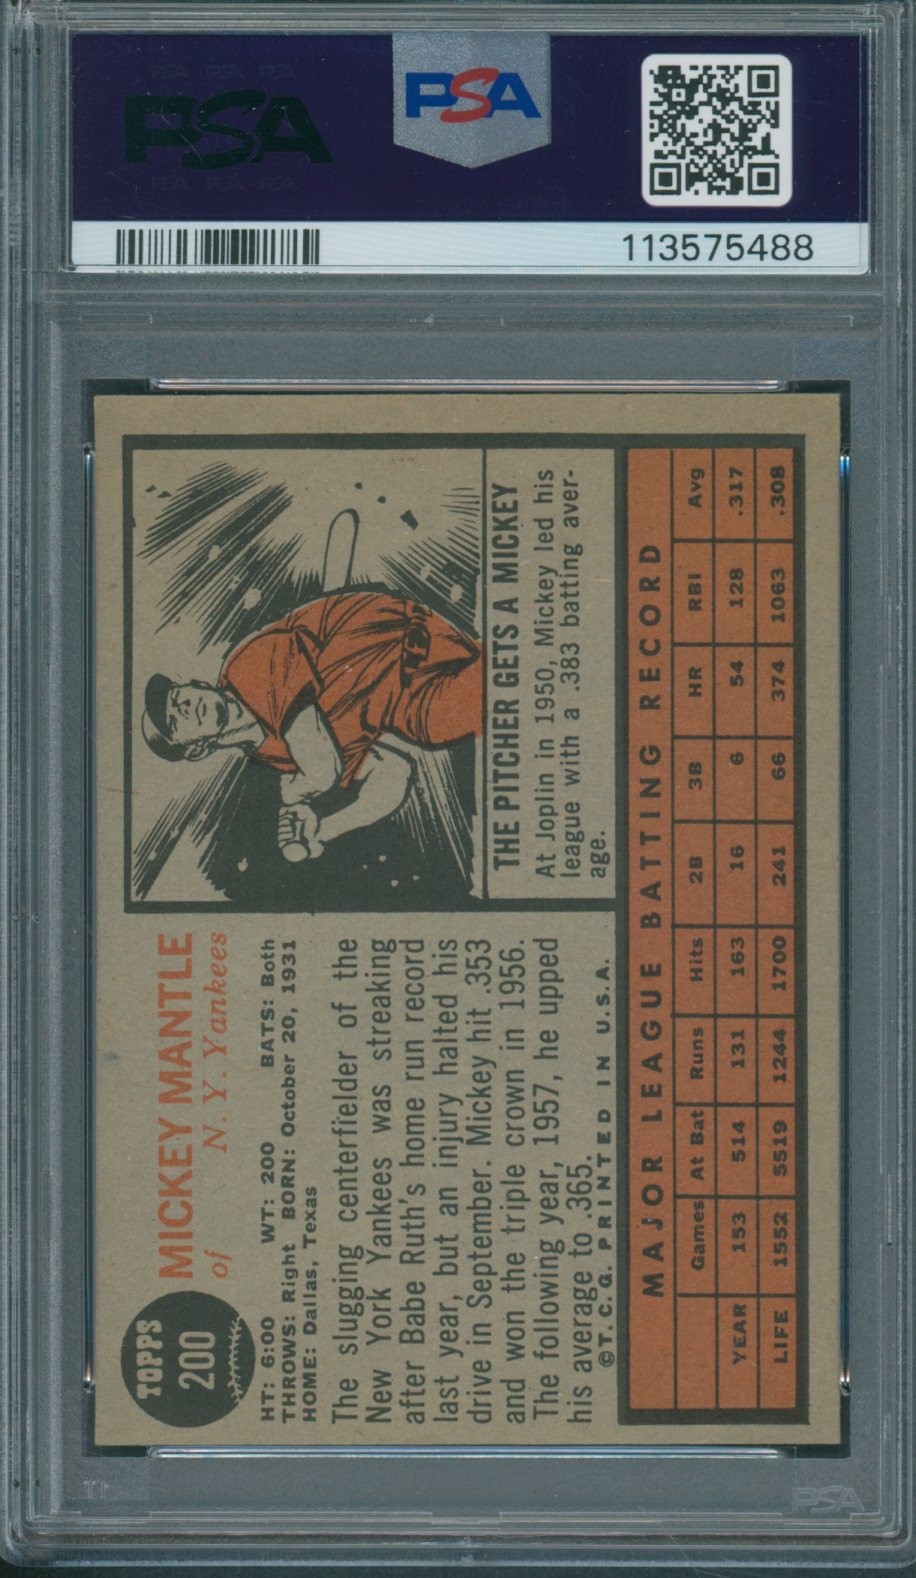 PSA PSA PSA
PSA
PSA PSA PSA
PSA
113575488
TOPPS
200
MICKEY MANTLE
of N. Y. Yankees
HT: 6:00 WT: 200 BATS: Both
THROWS: Right BORN: October 20, 1931
HOME: Dallas, Texas
The slugging centerfielder of the
New York Yankees was streaking
after Babe Ruth's home run record
last year, but an injury halted his
drive in September. Mickey hit .353
and won the triple crown in 1956.
The following year, 1957, he upped
his average to .365.
©T. C. G. PRINTED IN U.S.A.
THE PITCHER GETS A MICKEY
At Joplin in 1950, Mickey led his
league with a .383 batting aver-
age.
MAJOR LEAGUE BATTING RECORD
Games At Bat Runs Hits 2B 3B HR RBI Avg
YEAR 153 514 131 163 16 6 54 128 .317
LIFE 1552 5519 1244 1700 241 66 374 1063 .308
PSA